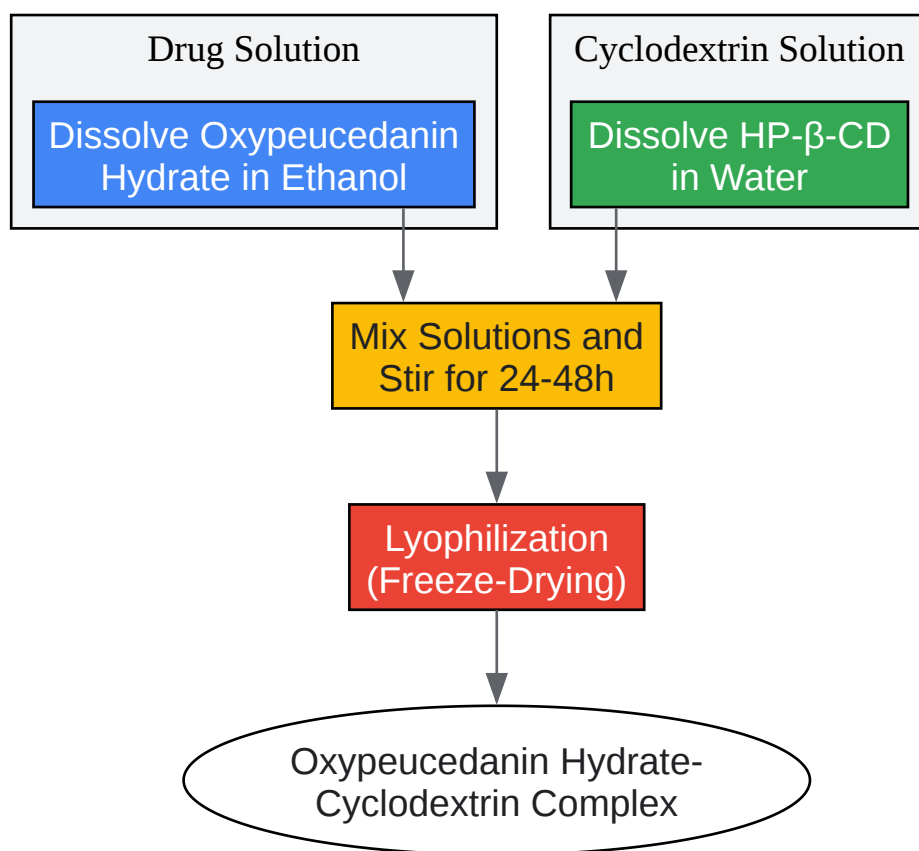 Drug Solution
Cyclodextrin Solution
Dissolve Oxypeucedanin
Hydrate in Ethanol
Dissolve HP-β-CD
in Water
Mix Solutions and
Stir for 24-48h
Lyophilization
(Freeze-Drying)
Oxypeucedanin Hydrate-
Cyclodextrin Complex